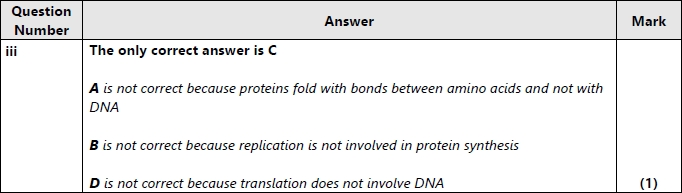 Question Number Answer Mark
iii The only correct answer is C
A is not correct because proteins fold with bonds between amino acids and not with
DNA
B is not correct because replication is not involved in protein synthesis
D is not correct because translation does not involve DNA (1)